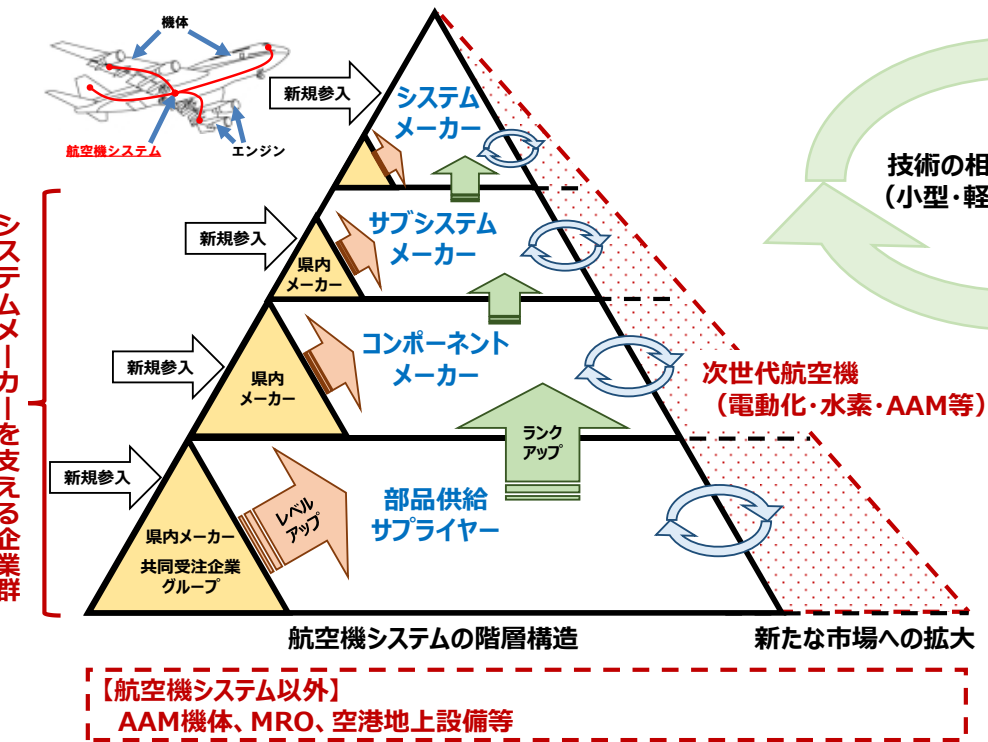 機体
航空機システム
エンジン
新規参入
システム
メーカー
新規参入
サブシステム
メーカー
県内
メーカー
新規参入
コンポーネント
メーカー
県内
メーカー
新規参入
ランク
アップ
レベル
アップ
部品供給
サプライヤー
県内メーカー
共同受注企業
グループ
システムメーカーを支える企業群
技術の相
（小型・軽
次世代航空機
（電動化・水素・AAM等）
航空機システムの階層構造
新たな市場への拡大
【航空機システム以外】
AAM機体、MRO、空港地上設備等